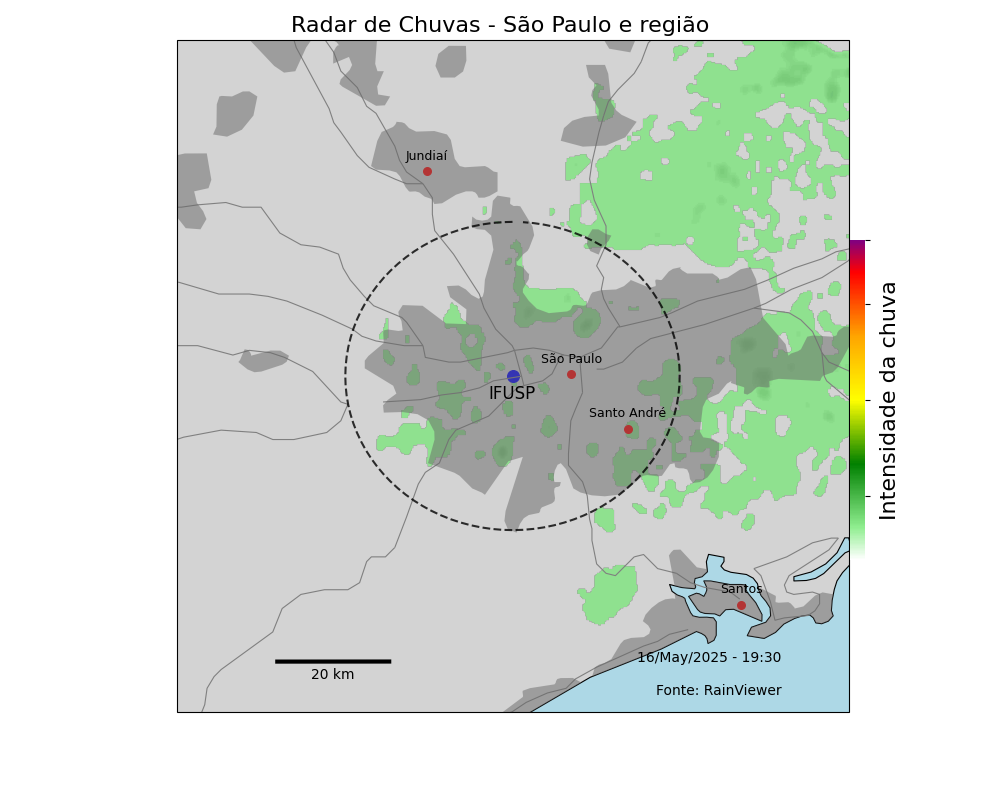 Radar de Chuvas - São Paulo e região
Jundiaí
São Paulo
IFUSP
Santo André
Santos
16/May/2025 - 19:30
20 km
Fonte: RainViewer
Intensidade da chuva